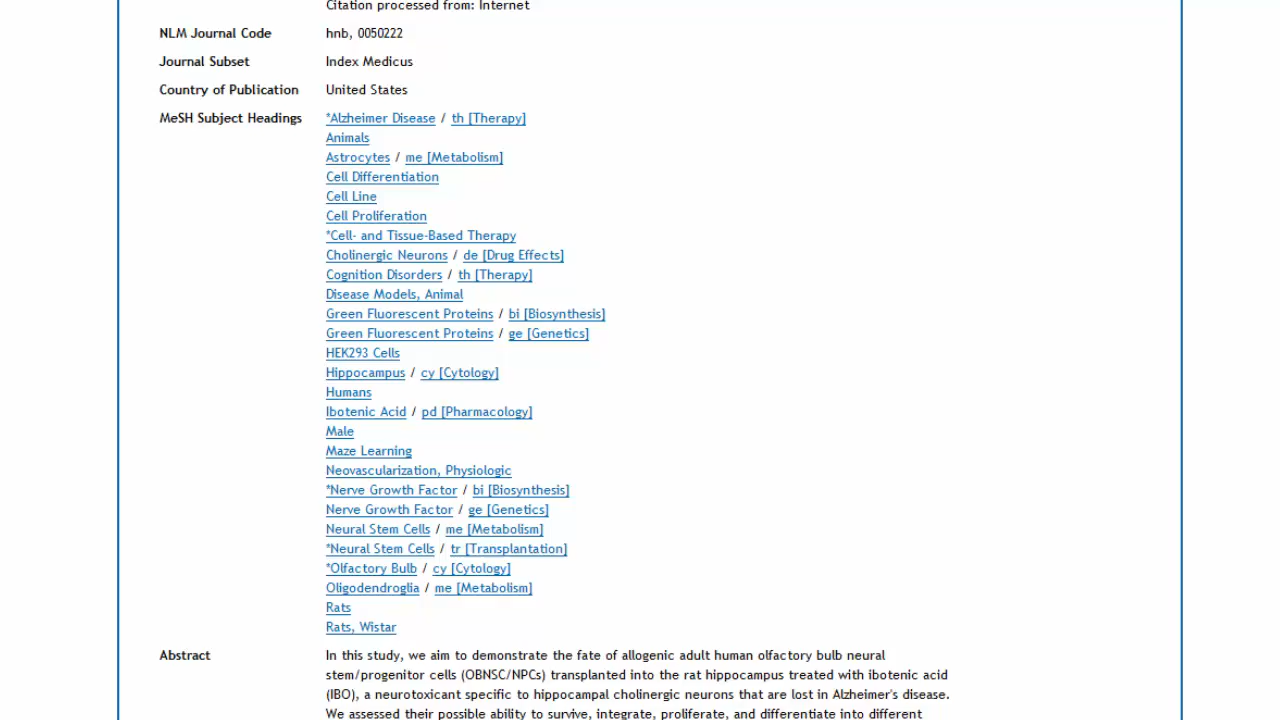 Citation processed from: Internet
NLM Journal Code hnb, 0050222
Journal Subset Index Medicus
Country of Publication United States
MeSH Subject Headings *Alzheimer Disease / th [Therapy]
Animals
Astrocytes / me [Metabolism]
Cell Differentiation
Cell Line
Cell Proliferation
*Cell- and Tissue-Based Therapy
Cholinergic Neurons / de [Drug Effects]
Cognition Disorders / th [Therapy]
Disease Models, Animal
Green Fluorescent Proteins / bi [Biosynthesis]
Green Fluorescent Proteins / ge [Genetics]
HEK293 Cells
Hippocampus / cy [Cytology]
Humans
Ibotenic Acid / pd [Pharmacology]
Male
Maze Learning
Neovascularization, Physiologic
*Nerve Growth Factor / bi [Biosynthesis]
Nerve Growth Factor / ge [Genetics]
Neural Stem Cells / me [Metabolism]
*Neural Stem Cells / tr [Transplantation]
*Olfactory Bulb / cy [Cytology]
Oligodendroglia / me [Metabolism]
Rats
Rats, Wistar
Abstract In this study, we aim to demonstrate the fate of allogenic adult human olfactory bulb neural
stem/progenitor cells (OBNSC/NPCs) transplanted into the rat hippocampus treated with ibotenic acid
(IBO), a neurotoxicant specific to hippocampal cholinergic neurons that are lost in Alzheimer's disease.
We assessed their possible ability to survive, integrate, proliferate, and differentiate into different